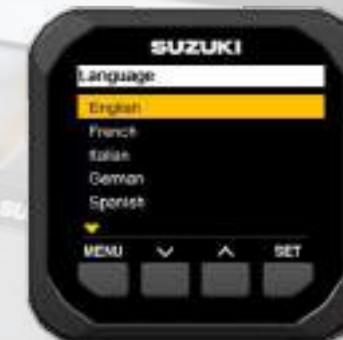 SUZUKI
Language
English
French
Italian
German
Spanish
MENU SET